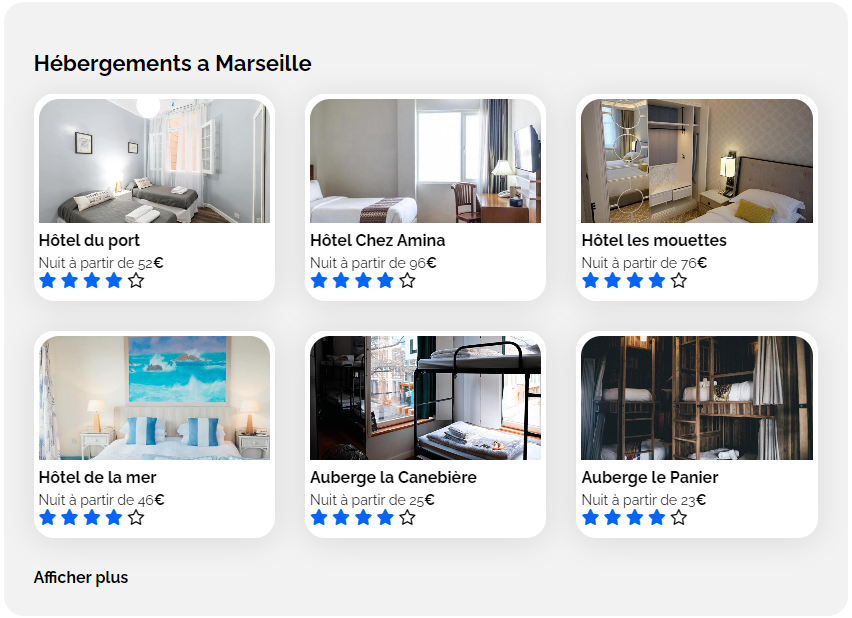 Hébergements a Marseille
Hôtel du port
Nuit à partir de 52€
Hôtel Chez Amina
Nuit à partir de 96€
Hôtel les mouettes
Nuit à partir de 76€
Hôtel de la mer
Nuit à partir de 46€
Auberge la Canebière
Nuit à partir de 25€
Auberge le Panier
Nuit à partir de 23€
Afficher plus